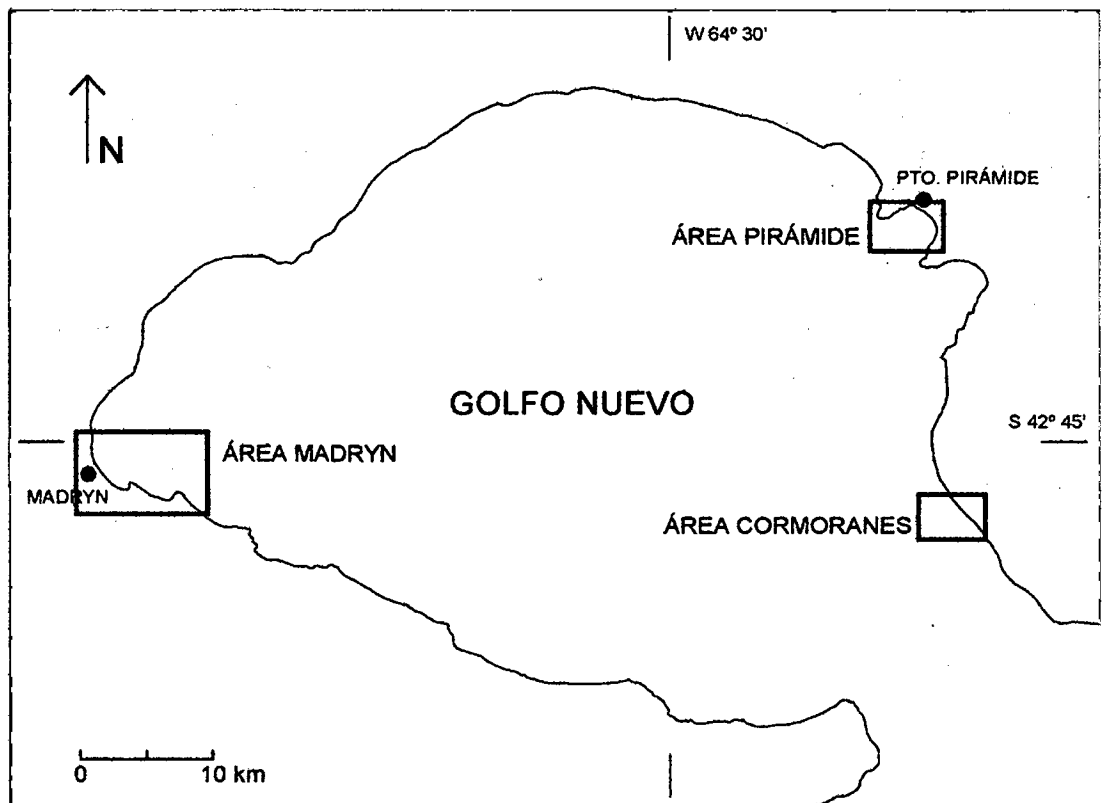 W 64º 30'
N
PTO. PIRÁMIDE
ÁREA PIRÁMIDE
GOLFO NUEVO
S 42º 45'
ÁREA MADRYN
MADRYN
ÁREA CORMORANES
0 10 km